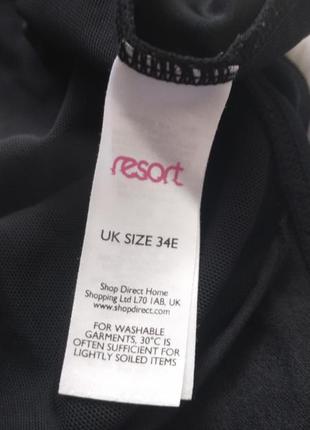 resort
UK SIZE 34E
Shop Direct Home
Shopping Ltd L70 1AB, UK
www.
shopdirect.com
FOR WASHABLE
GARMENTS, 30°C IS
OFTEN SUFFICIENT FOR
LIGHTLY SOILED ITEMS